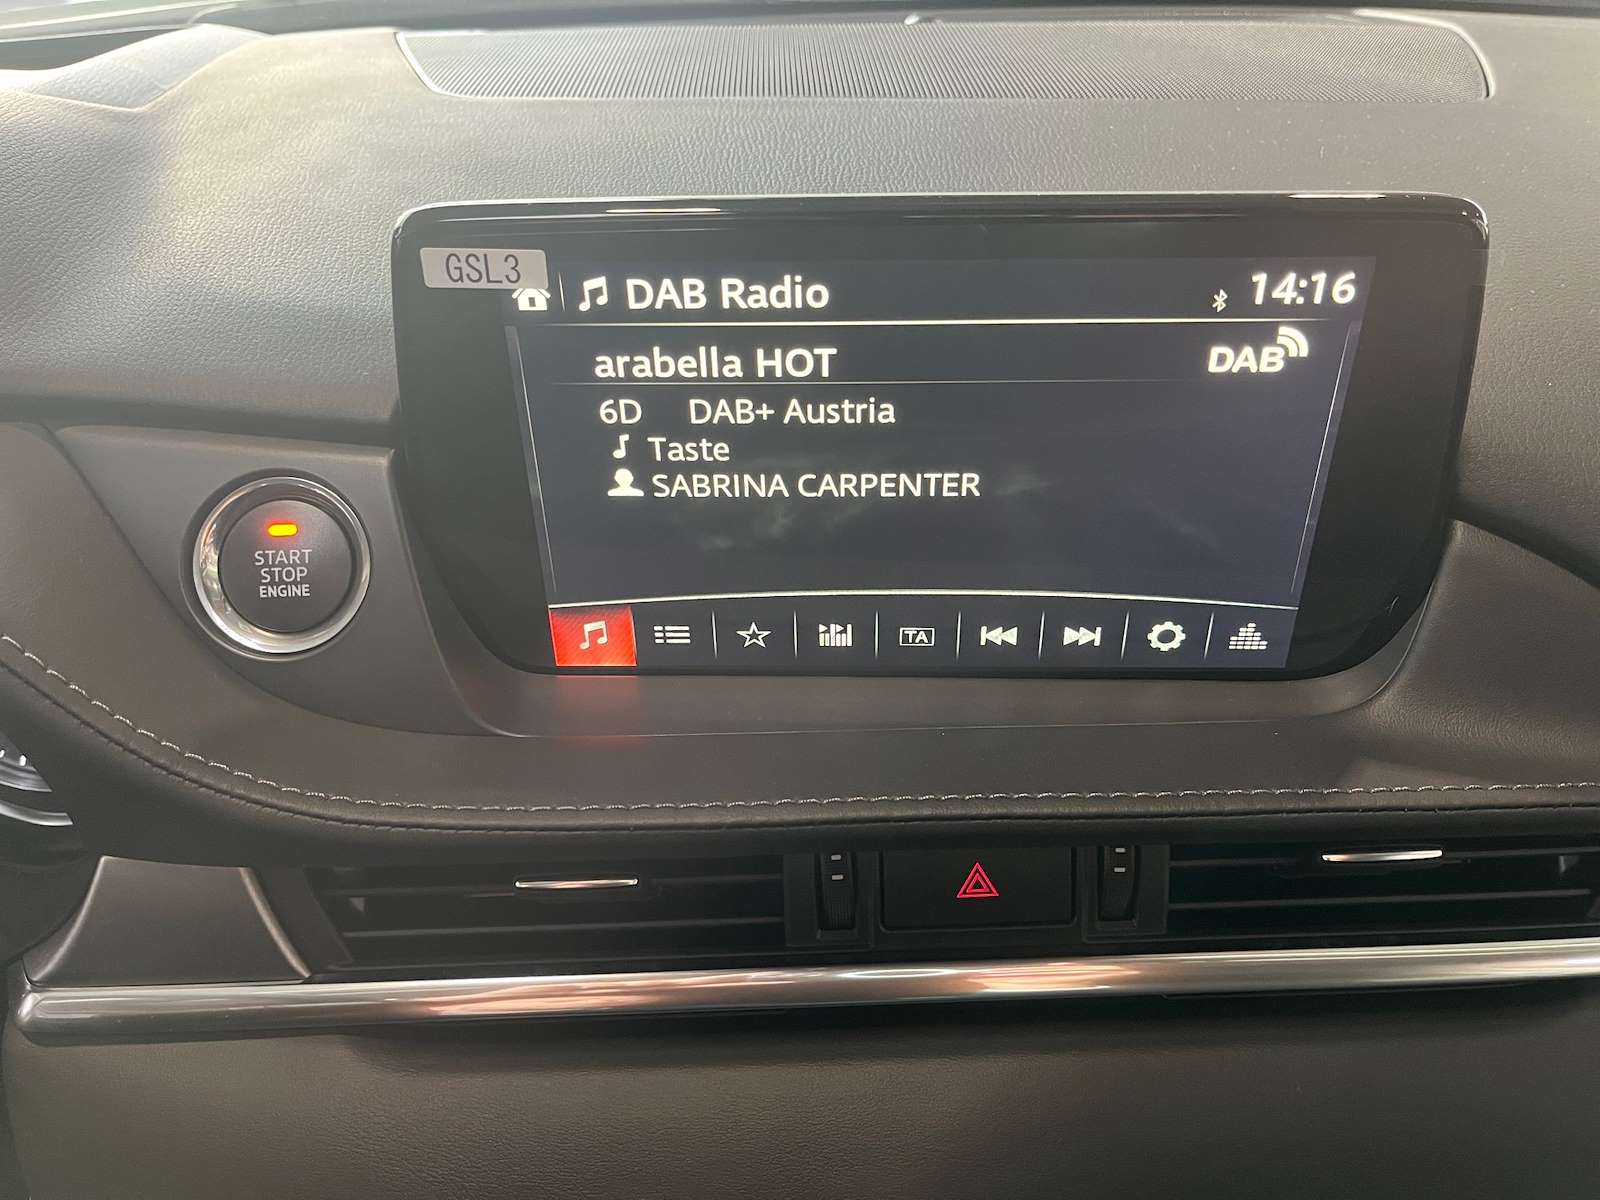 GSL3
DAB Radio
14:16
arabella HOT
DAB
6D DAB+ Austria
Taste
SABRINA CARPENTER
START
STOP
ENGINE
TA